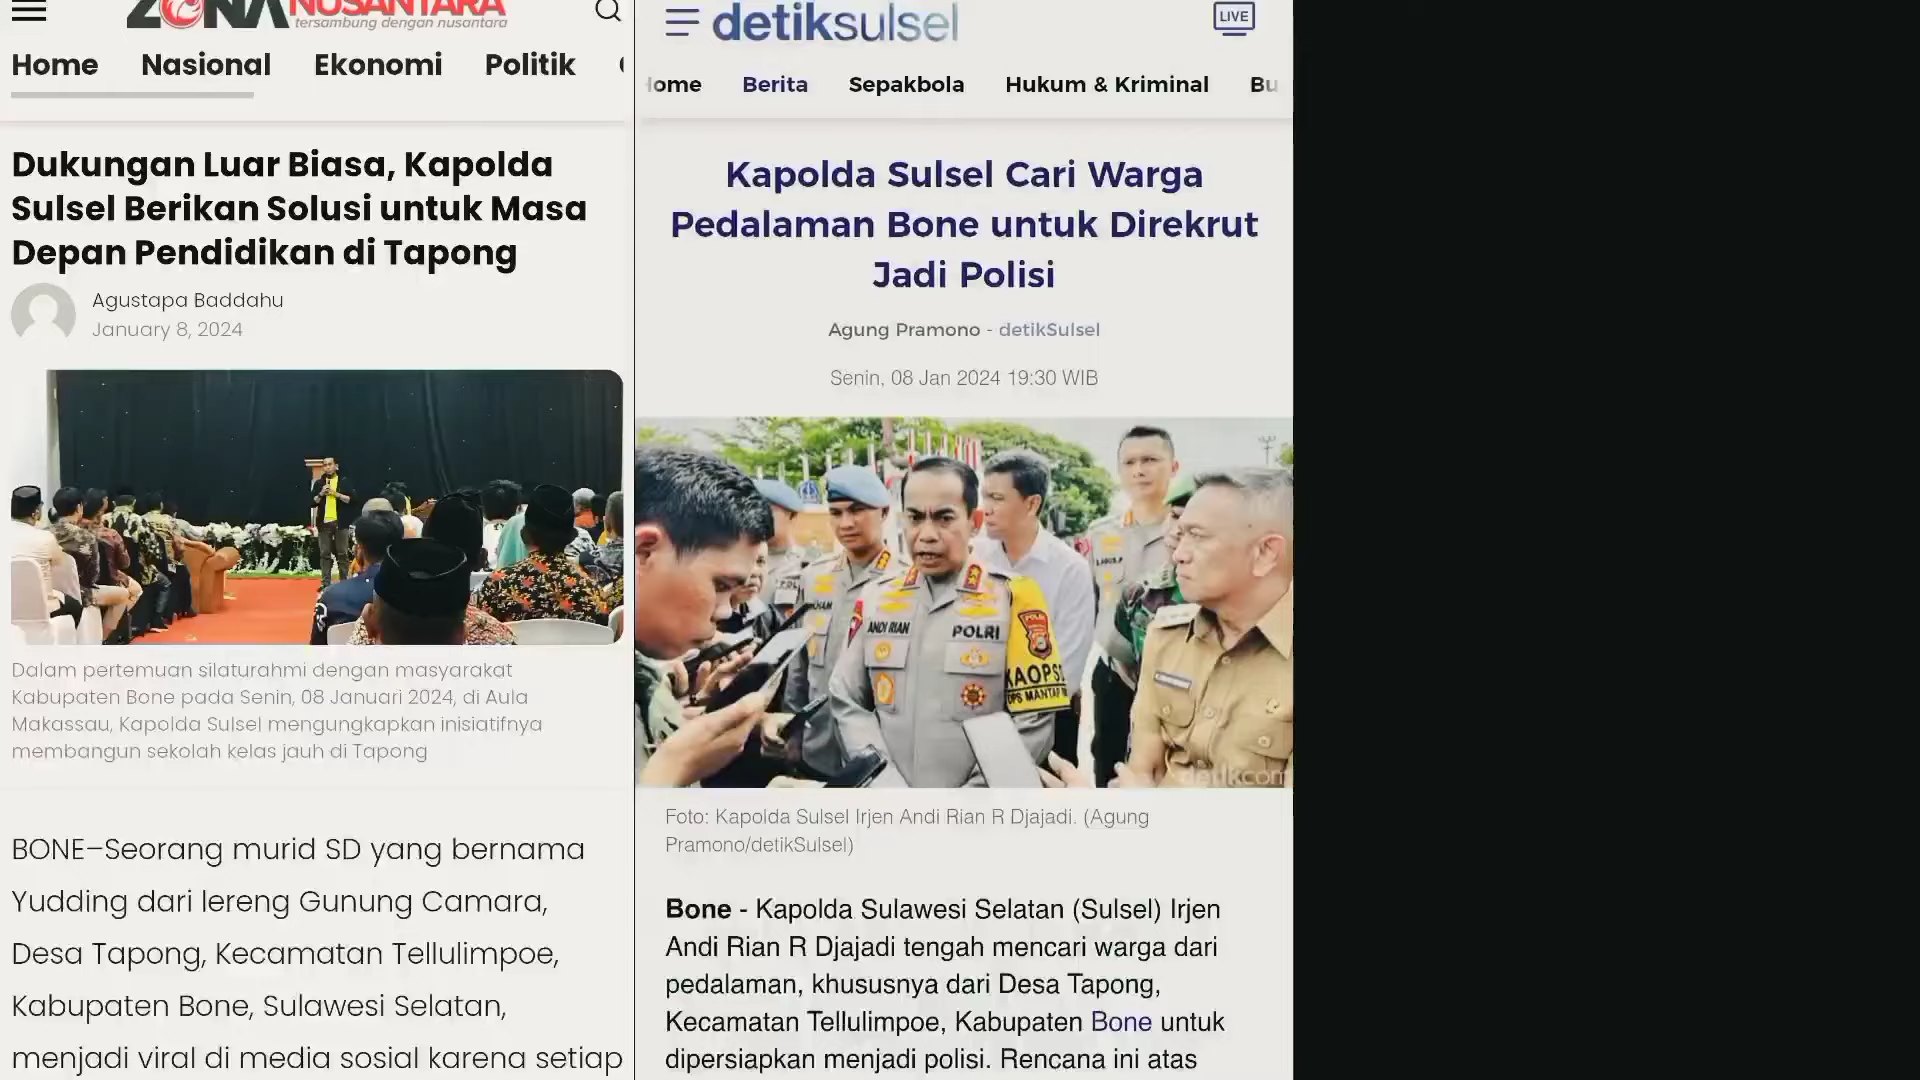 ZONA NUSANTARA
tersambung dengan nusantara
Home Nasional Ekonomi Politik
Dukungan Luar Biasa, Kapolda
Sulsel Berikan Solusi untuk Masa
Depan Pendidikan di Tapong
Agustapa Baddahu
January 8, 2024
Dalam pertemuan silaturahmi dengan masyarakat
Kabupaten Bone pada Senin, 08 Januari 2024, di Aula
Makassau, Kapolda Sulsel mengungkapkan inisiatifnya
membangun sekolah kelas jauh di Tapong
BONE–Seorang murid SD yang bernama
Yudding dari lereng Gunung Camara,
Desa Tapong, Kecamatan Tellulimpoe,
Kabupaten Bone, Sulawesi Selatan,
menjadi viral di media sosial karena setiap
detiksulsel
LIVE
Home Berita Sepakbola Hukum & Kriminal Bu
Kapolda Sulsel Cari Warga
Pedalaman Bone untuk Direkrut
Jadi Polisi
Agung Pramono - detikSulsel
Senin, 08 Jan 2024 19:30 WIB
ANDI RIAN
POLRI
KAOPS
OPS MANTAP
detikcom
Foto: Kapolda Sulsel Irjen Andi Rian R Djajadi. (Agung
Pramono/detikSulsel)
Bone - Kapolda Sulawesi Selatan (Sulsel) Irjen
Andi Rian R Djajadi tengah mencari warga dari
pedalaman, khususnya dari Desa Tapong,
Kecamatan Tellulimpoe, Kabupaten Bone untuk
dipersiapkan menjadi polisi. Rencana ini atas